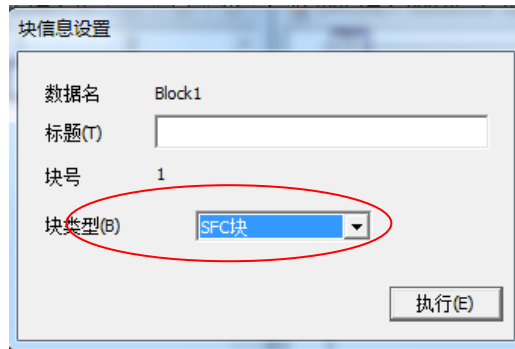 块信息设置
数据名 Block1
标题(T)
块号 1
块类型(B) SFC块
执行(E)